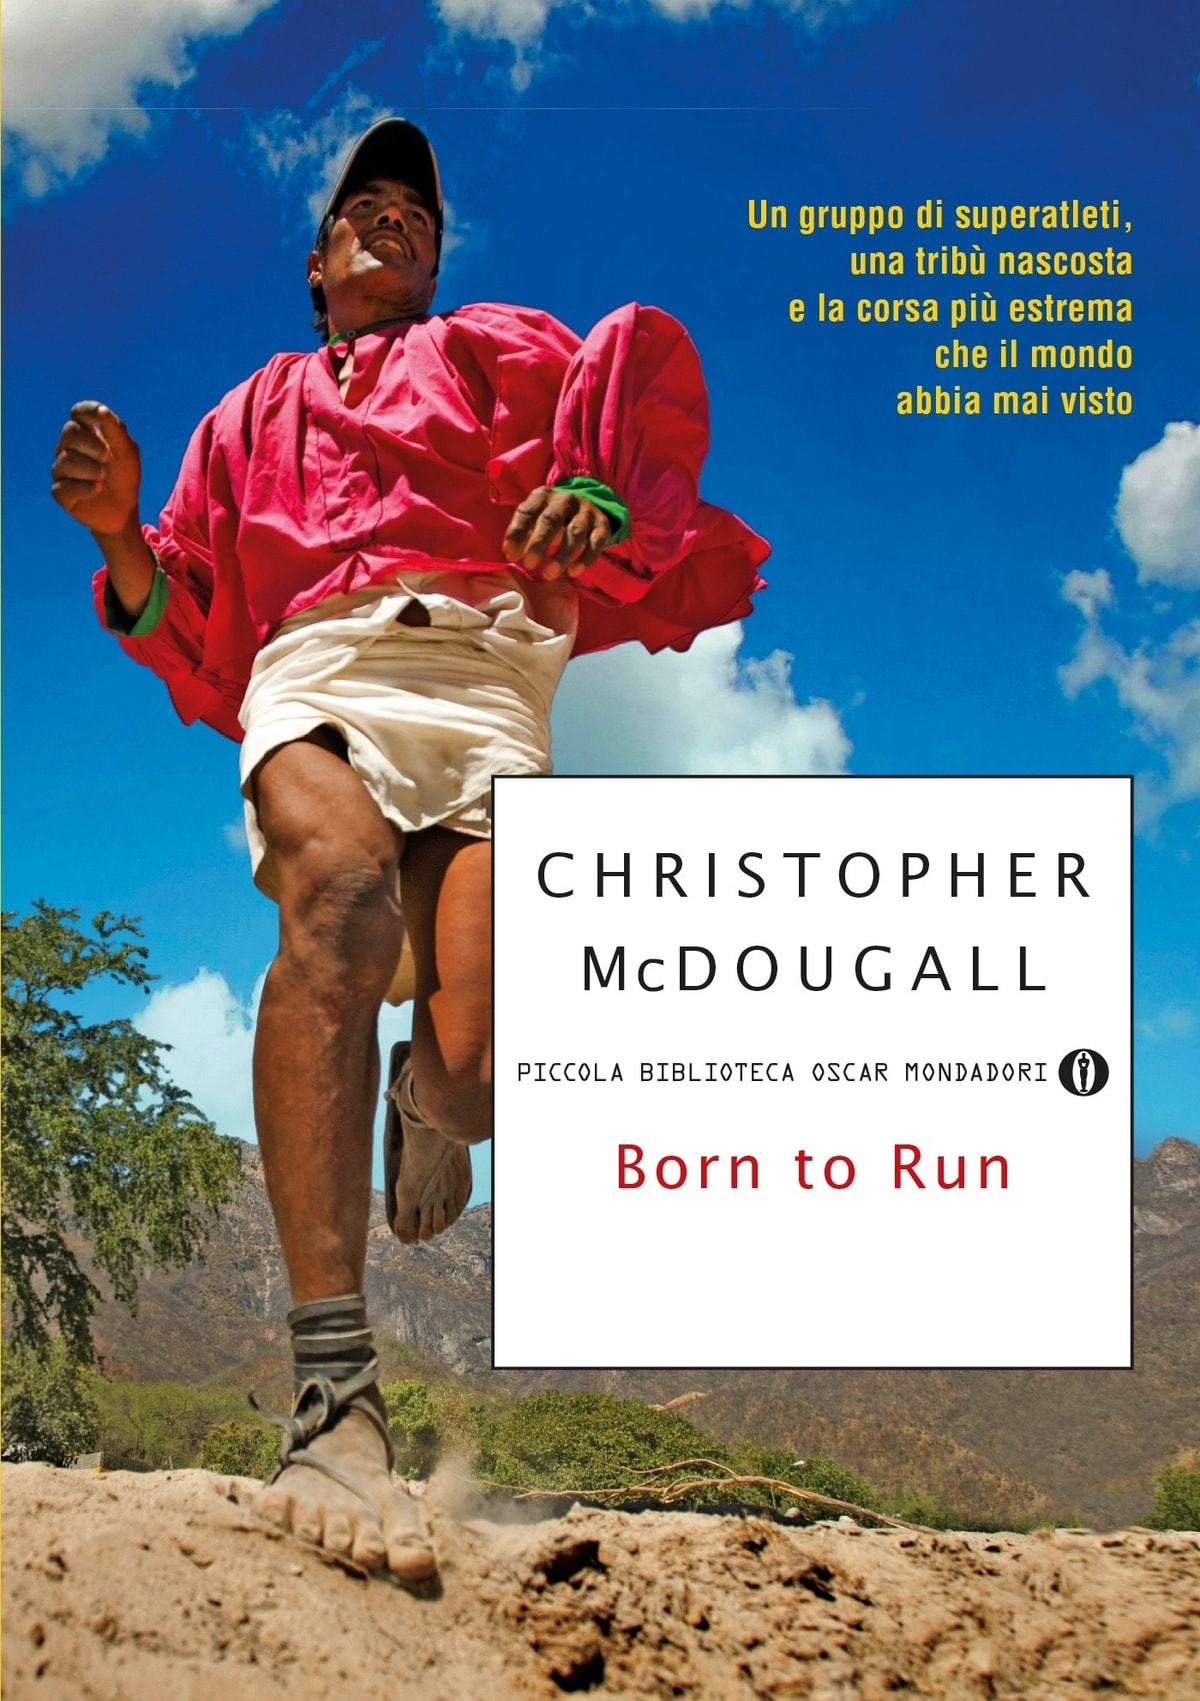 Un gruppo di superatleti,
una tribù nascosta
e la corsa più estrema
che il mondo
abbia mai visto
CHRISTOPHER
McDOUGALL
PICCOLA BIBLIOTECA OSCAR MONDADORI
Born to Run